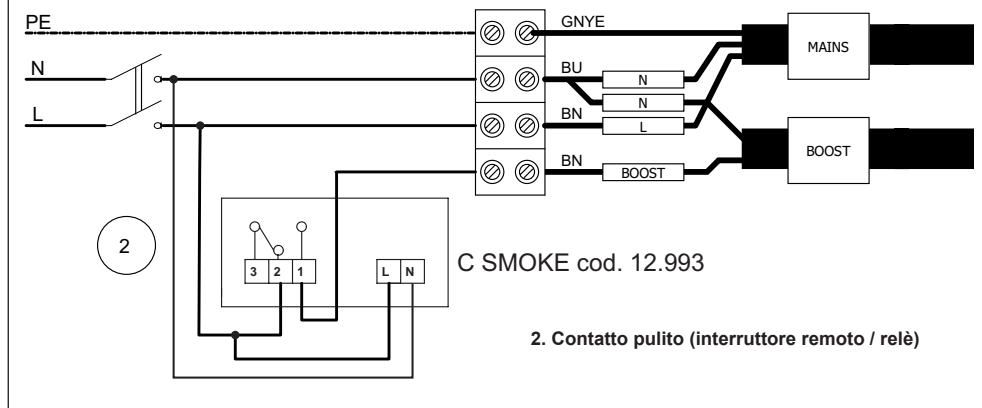 PE
GNYE
MAINS
N
BU
N
N
L
BN
L
BOOST
BN
BOOST
2
3 2 1
L N
C SMOKE cod. 12.993
2. Contatto pulito (interruttore remoto / relè)